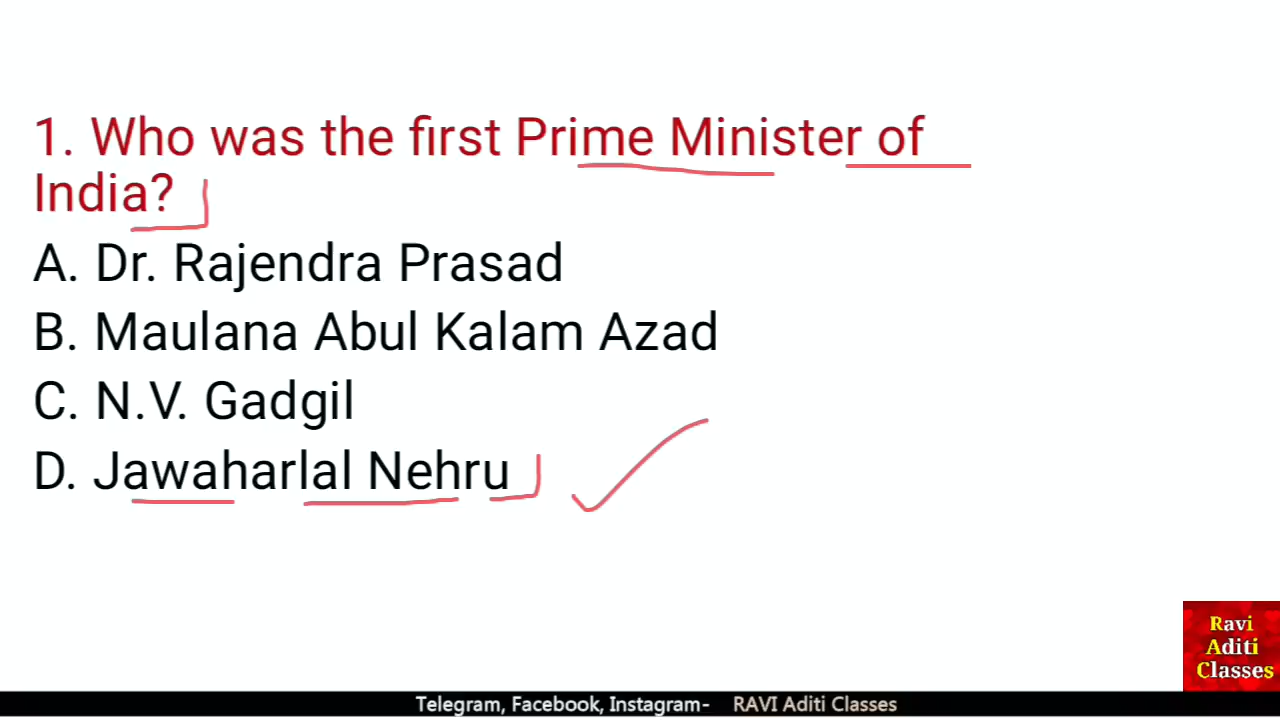 1. Who was the first Prime Minister of
India?
A. Dr. Rajendra Prasad
B. Maulana Abul Kalam Azad
C. N.V. Gadgil
D. Jawaharlal Nehru
Ravi
Aditi
Classes
Telegram, Facebook, Instagram- RAVI Aditi Classes